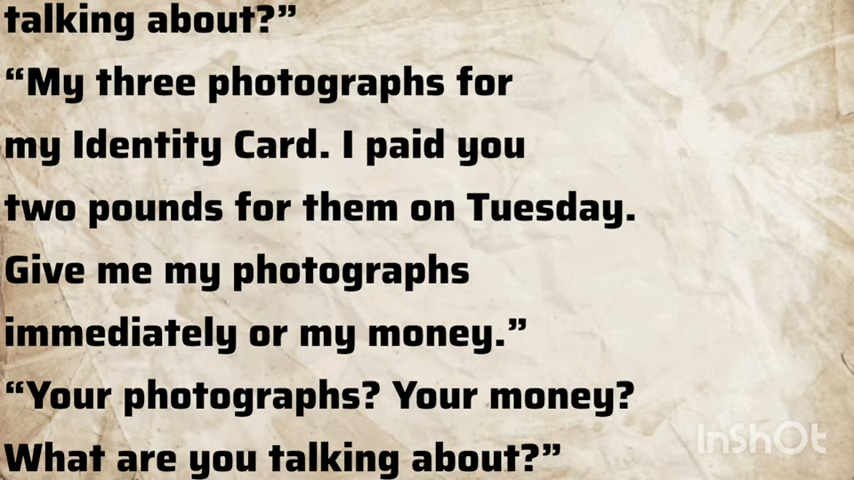 talking about?”
“My three photographs for
my Identity Card. I paid you
two pounds for them on Tuesday.
Give me my photographs
immediately or my money.”
“Your photographs? Your money?
What are you talking about?”
InShOt